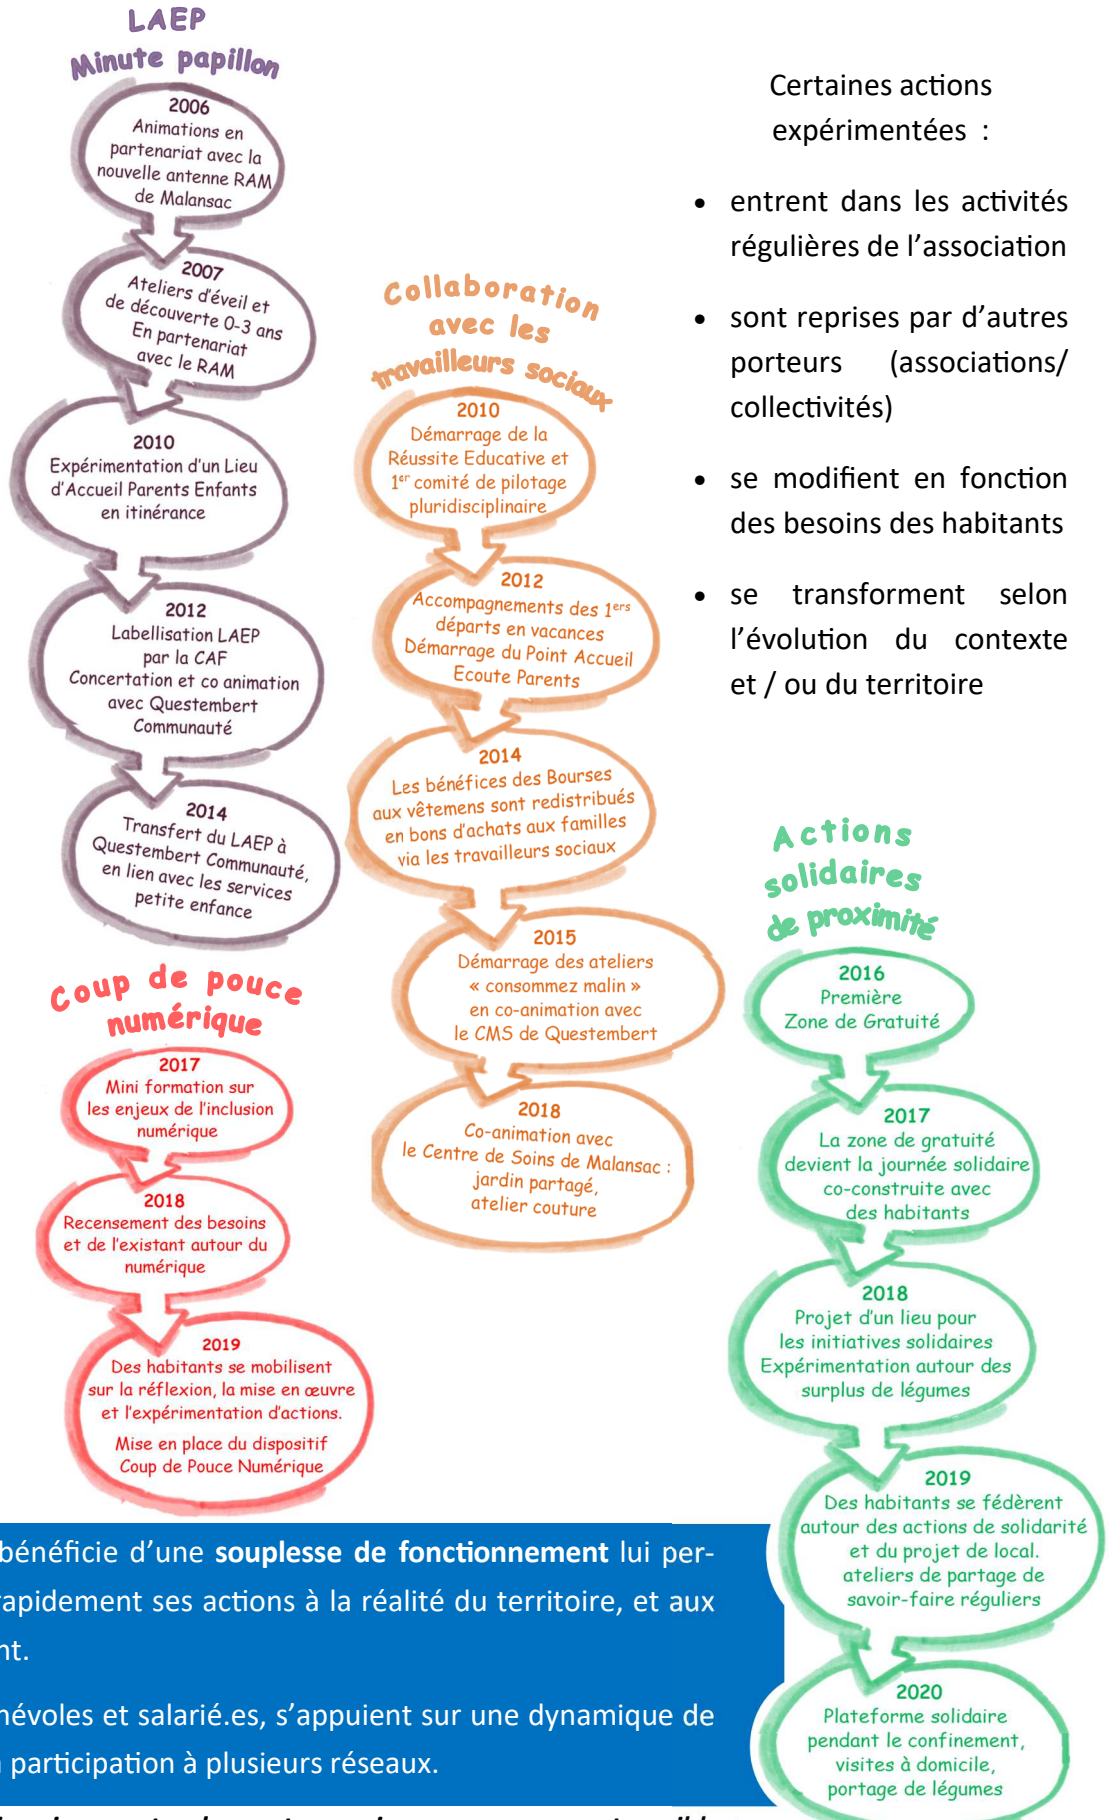 LAEP
Minute papillon
2006
Animations en
partenariat avec la
nouvelle antenne RAM
de Malansac
2007
Ateliers d'éveil et
de découverte 0-3 ans
En partenariat
avec le RAM
2010
Expérimentation d'un Lieu
d'Accueil Parents Enfants
en itinérance
2012
Labellisation LAEP
par la CAF
Concertation et co animation
avec Questembert
Communauté
2014
Transfert du LAEP à
Questembert Communauté,
en lien avec les services
petite enfance
Collaboration
avec les
travailleurs sociaux
2010
Démarrage de la
Réussite Educative et
1er comité de pilotage
pluridisciplinaire
2012
Accompagnements des 1ers
départs en vacances
Démarrage du Point Accueil
Ecoute Parents
2014
Les bénéfices des Bourses
aux vêtemens sont redistribués
en bons d'achats aux familles
via les travailleurs sociaux
2015
Démarrage des ateliers
« consommez malin »
en co-animation avec
le CMS de Questembert
2018
Co-animation avec
le Centre de Soins de Malansac :
jardin partagé,
atelier couture
Certaines actions
expérimentées :
• entrent dans les activités
régulières de l'association
• sont reprises par d'autres
porteurs (associations/
collectivités)
• se modifient en fonction
des besoins des habitants
• se transforment selon
l'évolution du contexte
et / ou du territoire
Coup de pouce
numérique
2017
Mini formation sur
les enjeux de l'inclusion
numérique
2018
Recensement des besoins
et de l'existant autour du
numérique
2019
Des habitants se mobilisent
sur la réflexion, la mise en œuvre
et l'expérimentation d'actions.
Mise en place du dispositif
Coup de Pouce Numérique
Actions
solidaires
de proximité
2016
Première
Zone de Gratuité
2017
La zone de gratuité
devient la journée solidaire
co-construite avec
des habitants
2018
Projet d'un lieu pour
les initiatives solidaires
Expérimentation autour des
surplus de légumes
2019
Des habitants se fédèrent
autour des actions de solidarité
et du projet de local.
ateliers de partage de
savoir-faire réguliers
2020
Plateforme solidaire
pendant le confinement,
visites à domicile,
portage de légumes
bénéficie d'une souplesse de fonctionnement lui per-
rapidement ses actions à la réalité du territoire, et aux
nt.
névoles et salarié.es, s'appuient sur une dynamique de
participation à plusieurs réseaux.